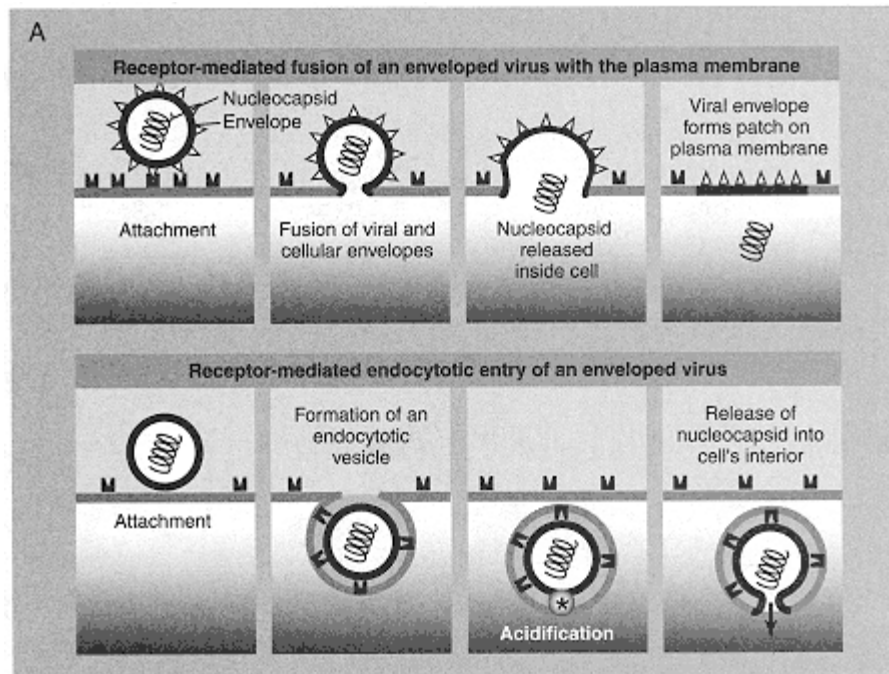 A
Receptor-mediated fusion of an enveloped virus with the plasma membrane
Nucleocapsid
Envelope
Attachment
Fusion of viral and
cellular envelopes
Nucleocapsid
released
inside cell
Viral envelope
forms patch on
plasma membrane
Receptor-mediated endocytotic entry of an enveloped virus
Attachment
Formation of an
endocytotic
vesicle
*
Acidification
Release of
nucleocapsid into
cell's interior